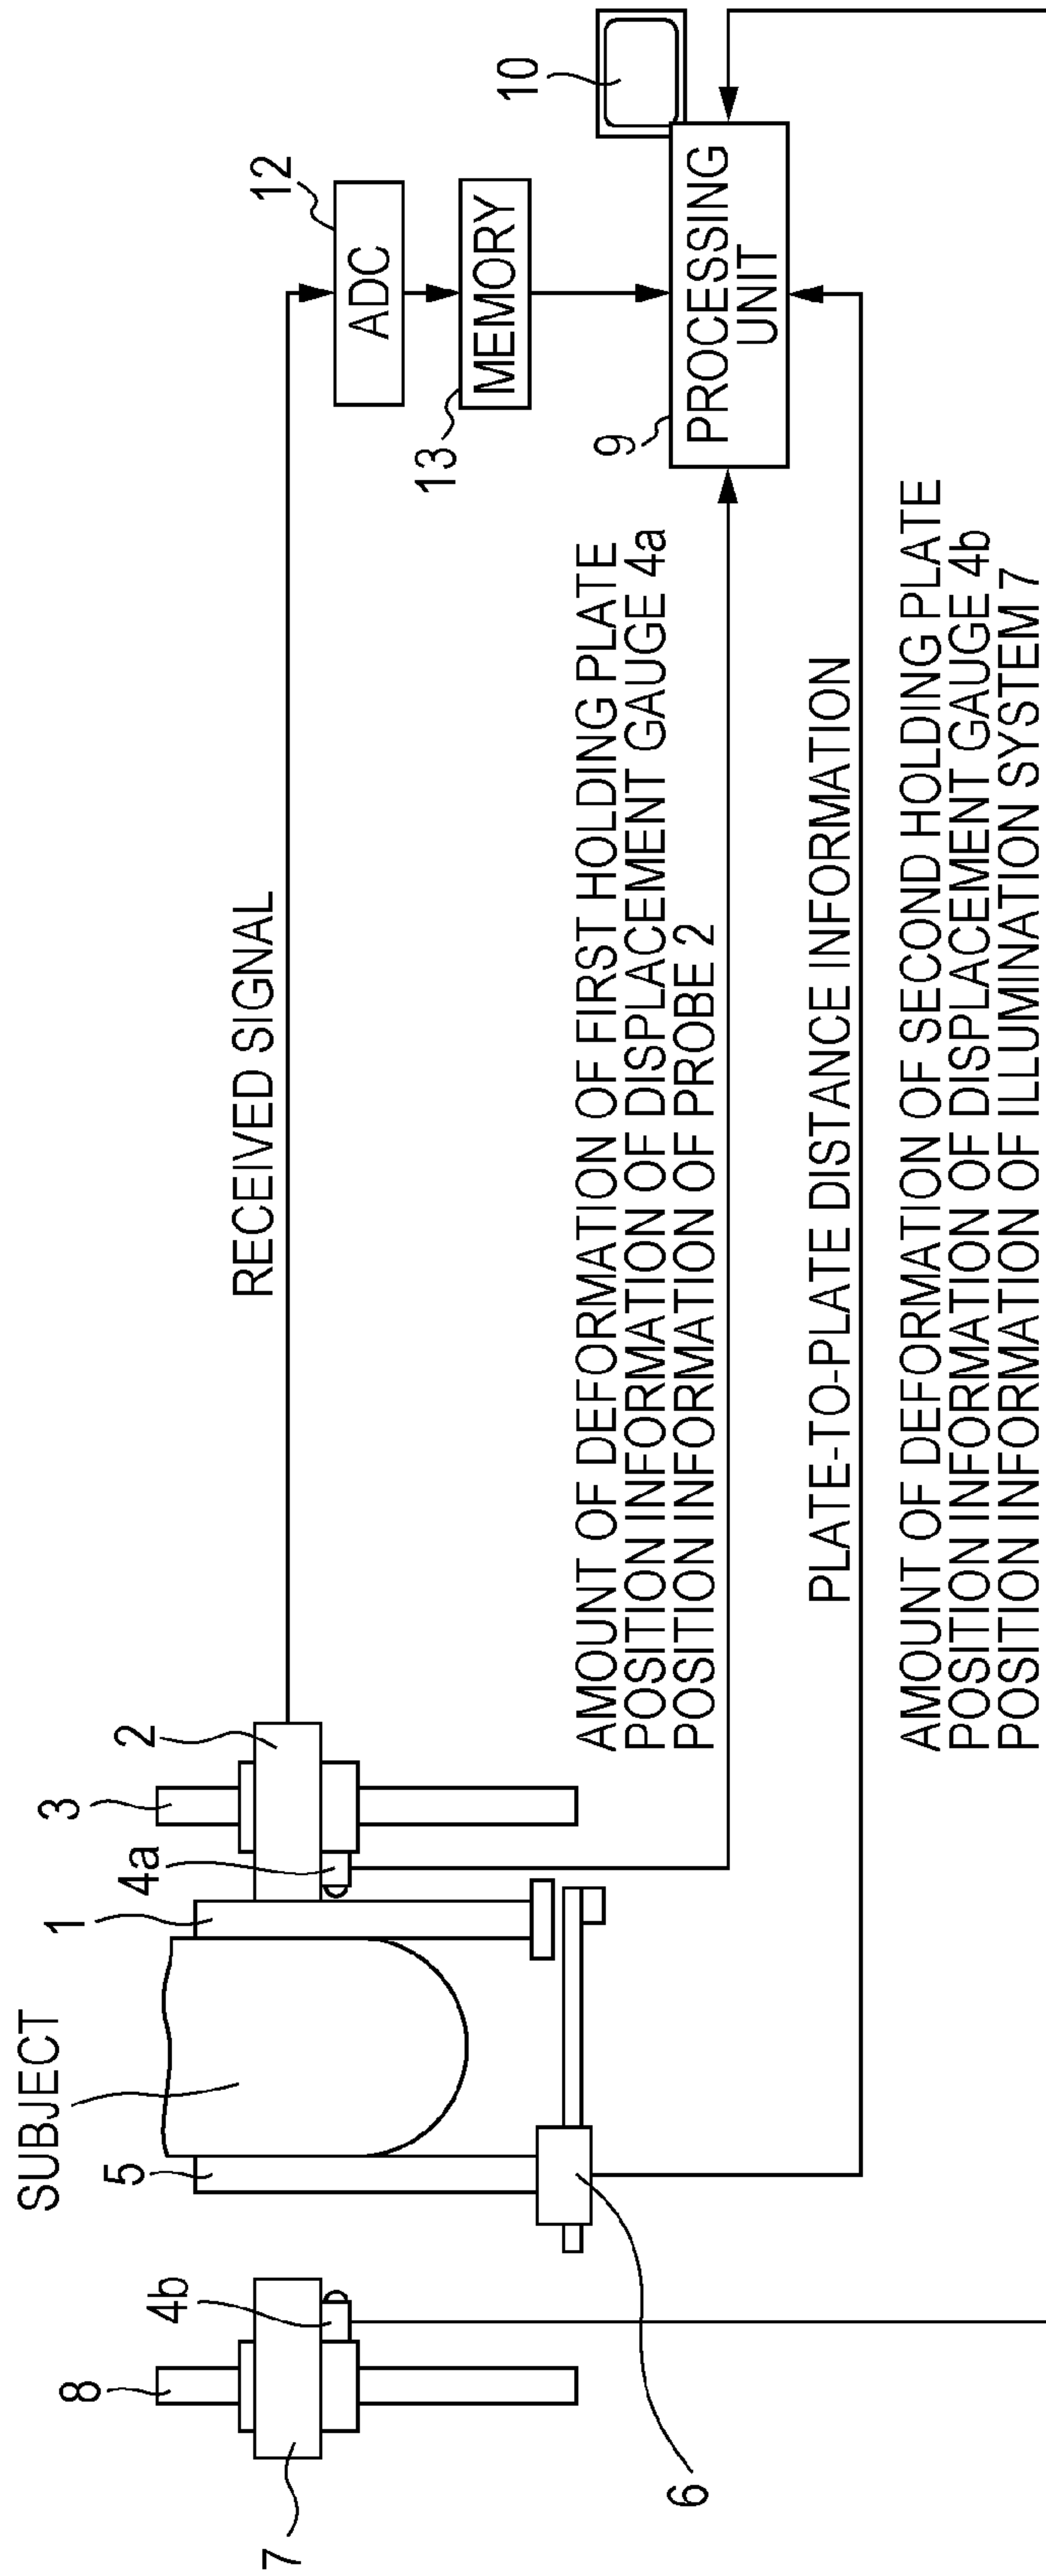 SUBJECT
8
7
4b
5
6
1
4a
3
2
RECEIVED SIGNAL
12
ADC
13
MEMORY
10
9
PROCESSING
UNIT
AMOUNT OF DEFORMATION OF FIRST HOLDING PLATE
POSITION INFORMATION OF DISPLACEMENT GAUGE 4a
POSITION INFORMATION OF PROBE 2
PLATE-TO-PLATE DISTANCE INFORMATION
AMOUNT OF DEFORMATION OF SECOND HOLDING PLATE
POSITION INFORMATION OF DISPLACEMENT GAUGE 4b
POSITION INFORMATION OF ILLUMINATION SYSTEM 7